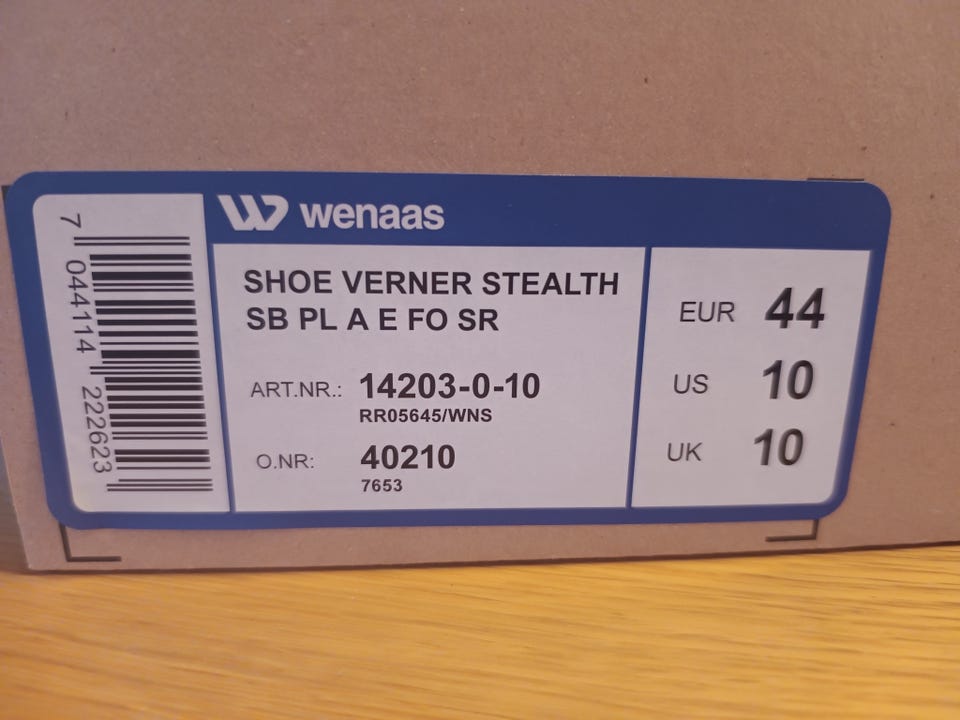 wenaas
7 044114 222623
SHOE VERNER STEALTH
SB PL A E FO SR
ART.NR.: 14203-0-10
RR05645/WNS
O.NR: 40210
7653
EUR 44
US 10
UK 10